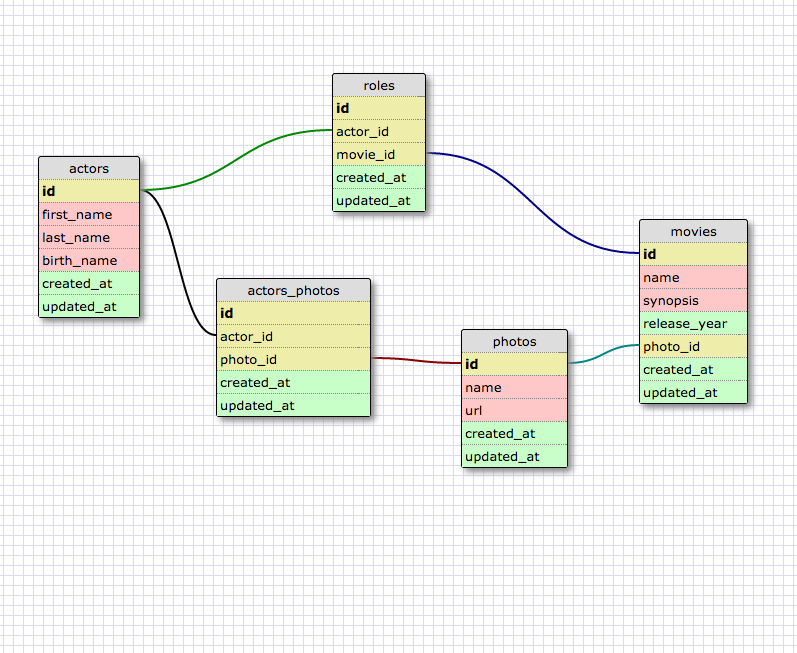 roles
id
actor_id
movie_id
created_at
updated_at
actors
id
first_name
last_name
birth_name
created_at
updated_at
movies
id
name
synopsis
release_year
photo_id
created_at
updated_at
actors_photos
id
actor_id
photo_id
created_at
updated_at
photos
id
name
url
created_at
updated_at